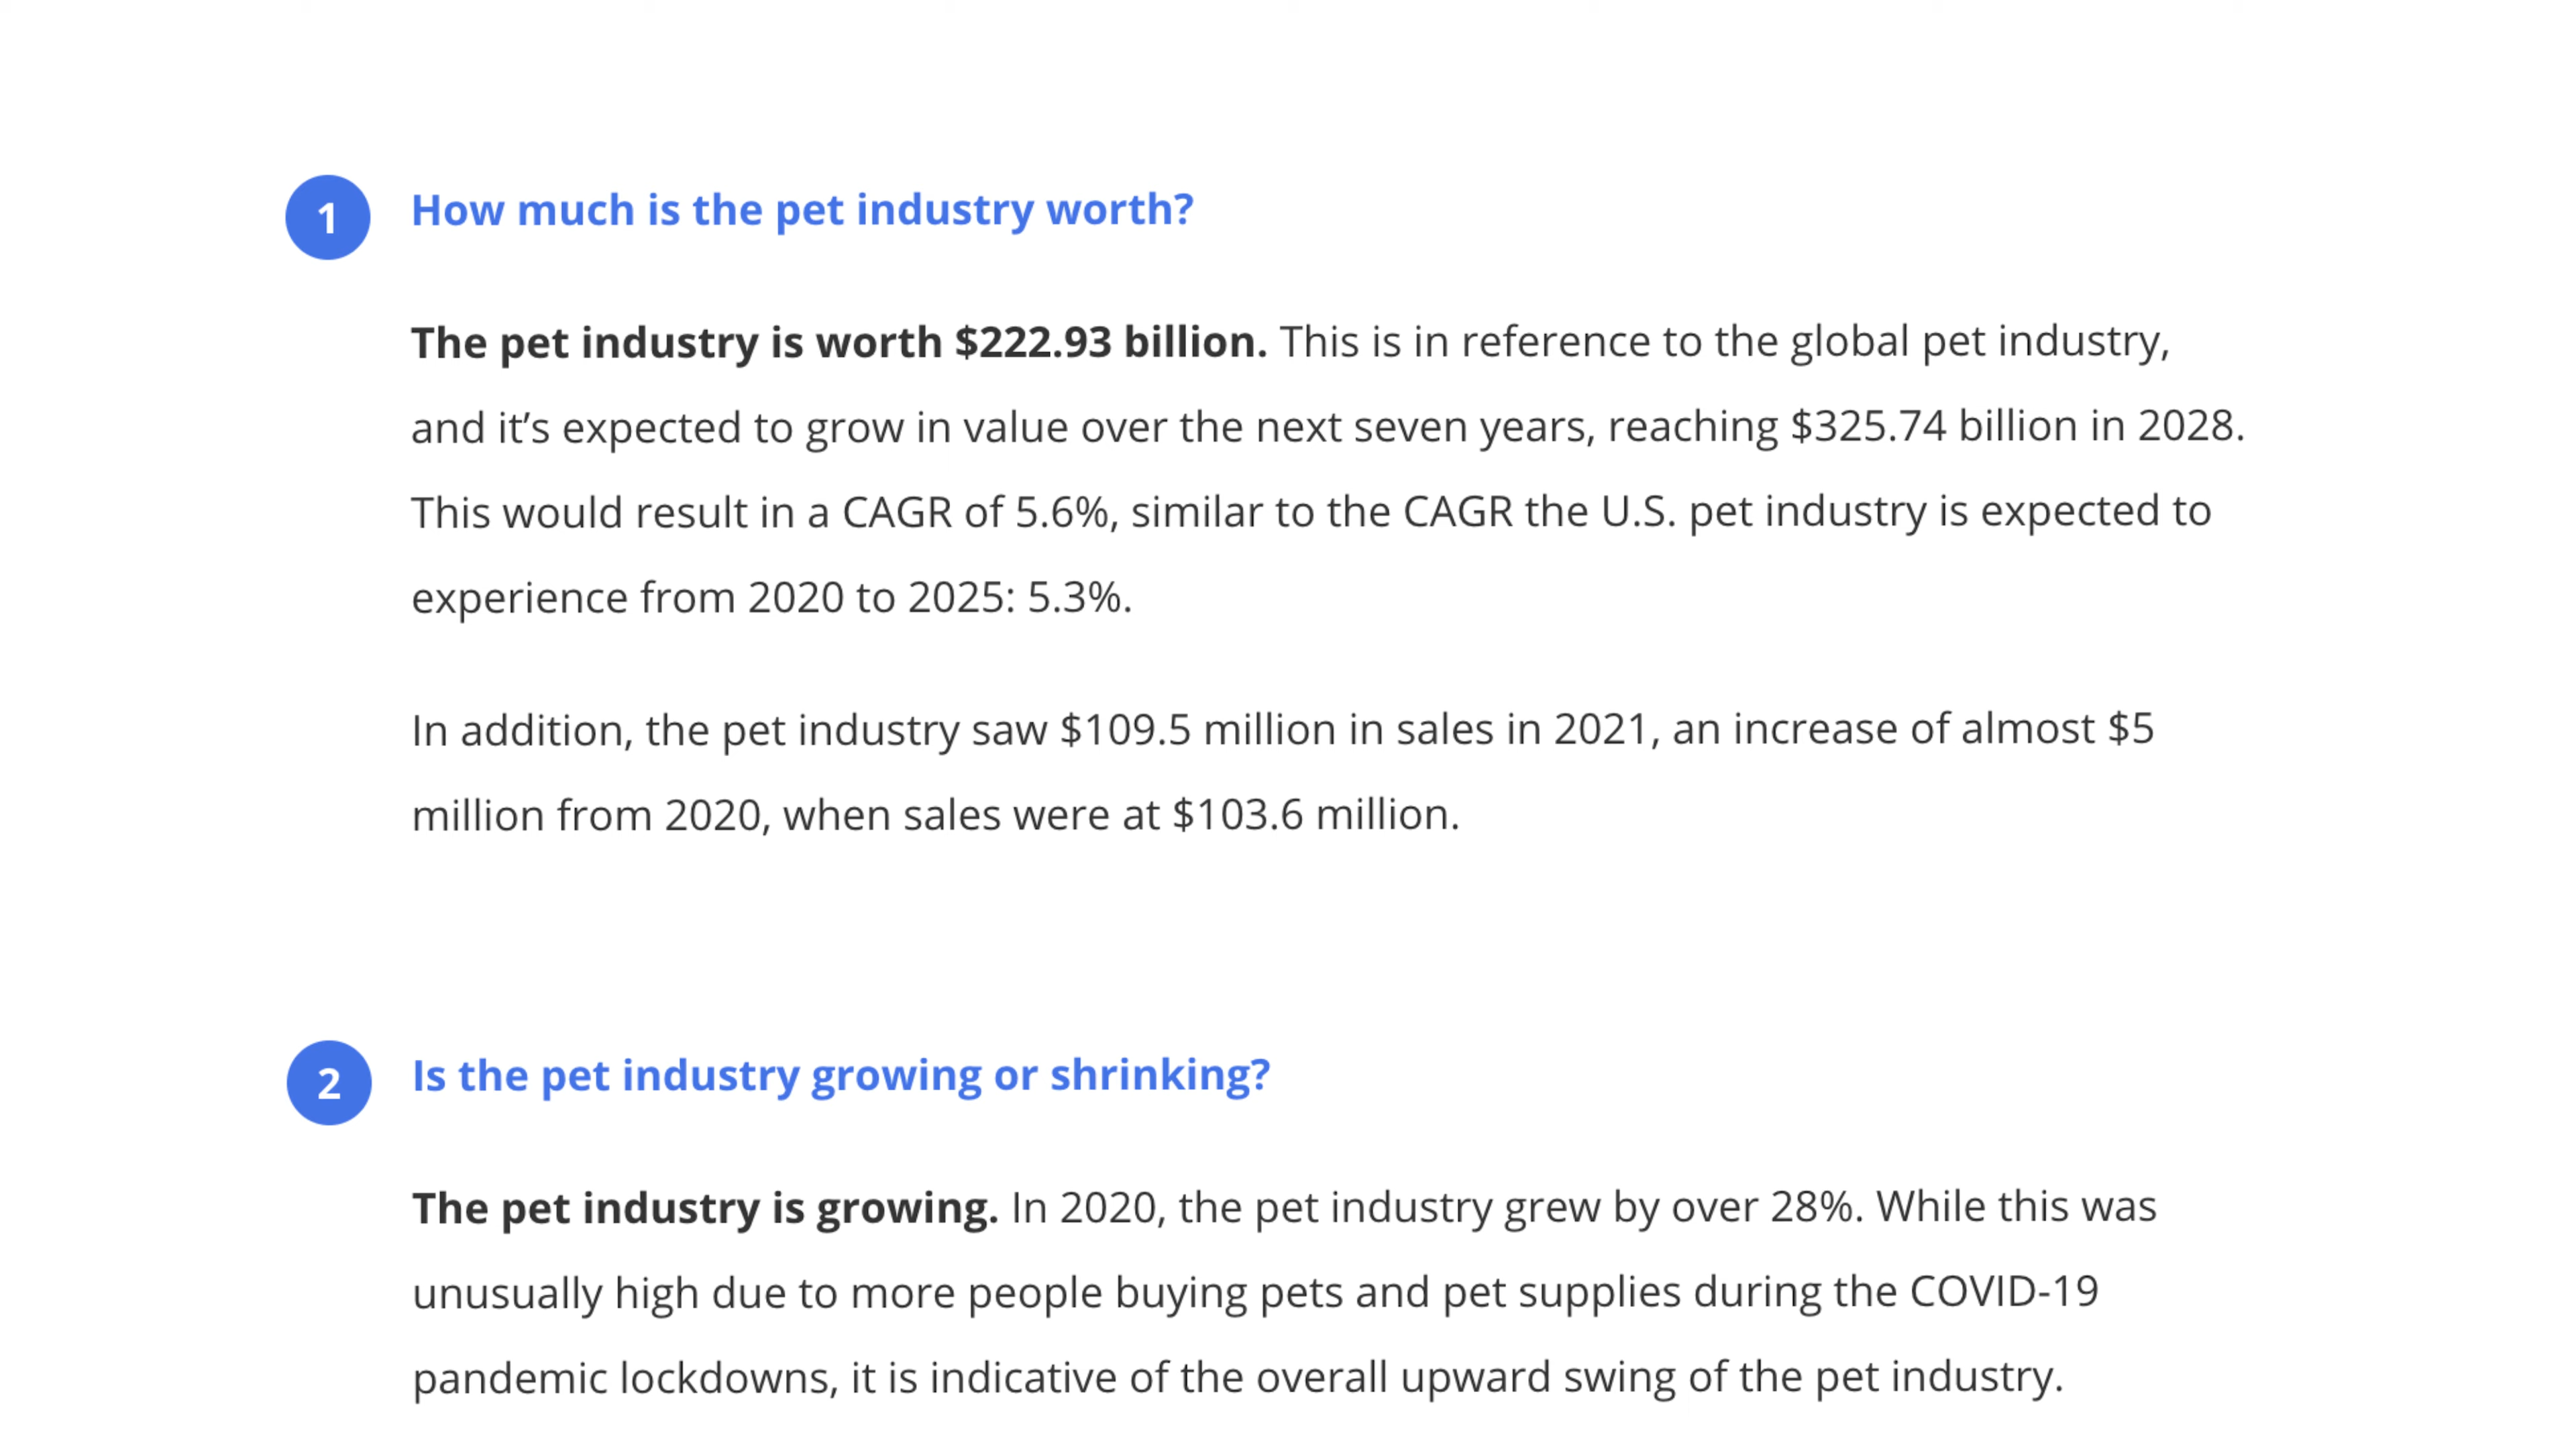 1 How much is the pet industry worth?
The pet industry is worth $222.93 billion. This is in reference to the global pet industry,
and it’s expected to grow in value over the next seven years, reaching $325.74 billion in 2028.
This would result in a CAGR of 5.6%, similar to the CAGR the U.S. pet industry is expected to
experience from 2020 to 2025: 5.3%.
In addition, the pet industry saw $109.5 million in sales in 2021, an increase of almost $5
million from 2020, when sales were at $103.6 million.
2 Is the pet industry growing or shrinking?
The pet industry is growing. In 2020, the pet industry grew by over 28%. While this was
unusually high due to more people buying pets and pet supplies during the COVID-19
pandemic lockdowns, it is indicative of the overall upward swing of the pet industry.